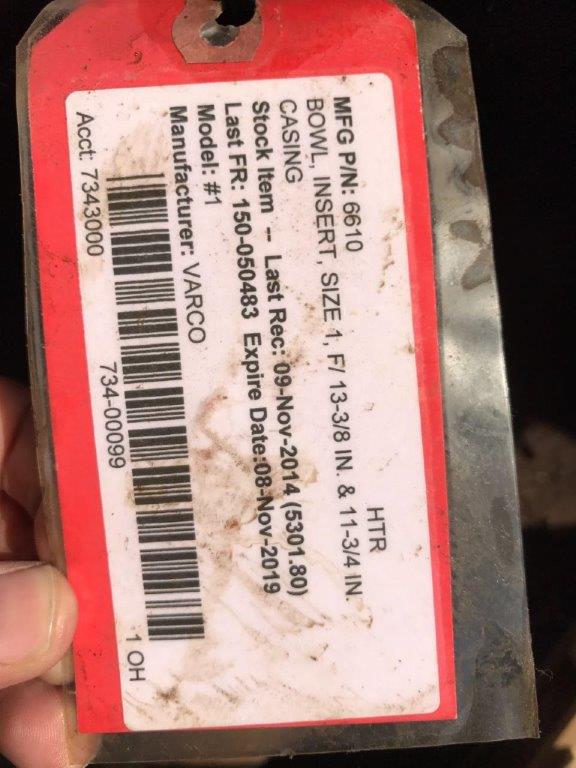 HTR
MFG P/N: 6610
BOWL, INSERT, SIZE 1, F/ 13-3/8 IN. & 11-3/4 IN.
CASING
Stock Item -- Last Rec: 09-Nov-2014 (5301.80)
Last FR: 150-050483 Expire Date:08-Nov-2019
Model: #1
Manufacturer: VARCO
Acct: 7343000 734-00099 1 OH